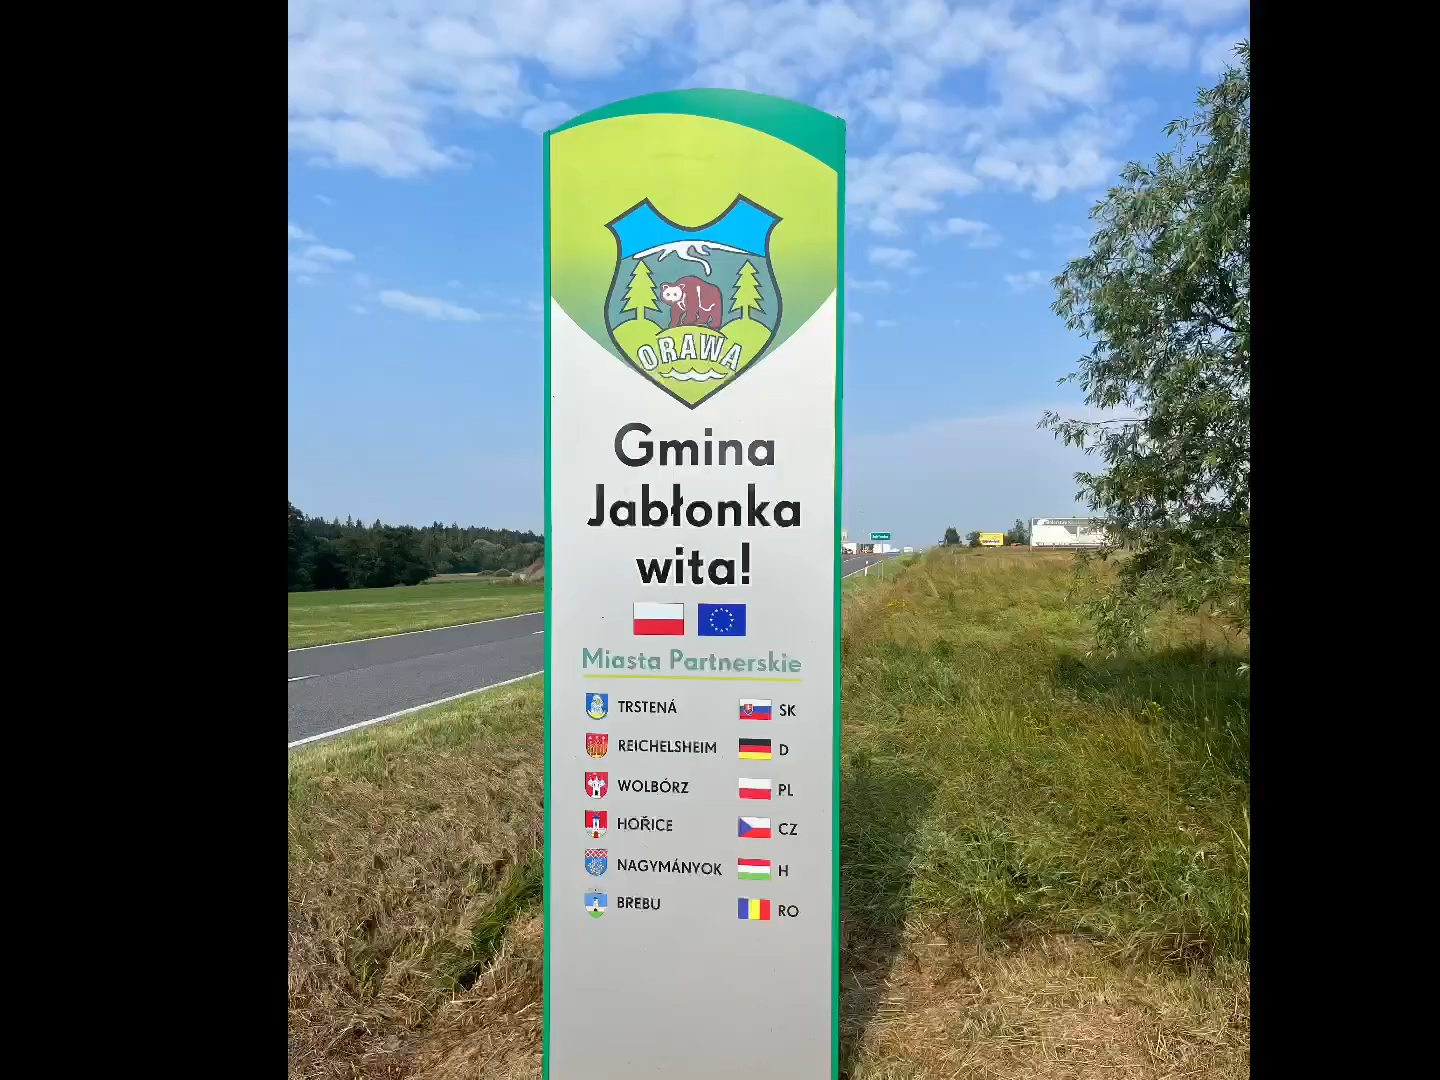 ORAWA
Gmina
Jabłonka
wita!
Miasta Partnerskie
TRSTENÁ SK
REICHELSHEIM D
WOLBÓRZ PL
HOŘICE CZ
NAGYMÁNYOK H
BREBU RO